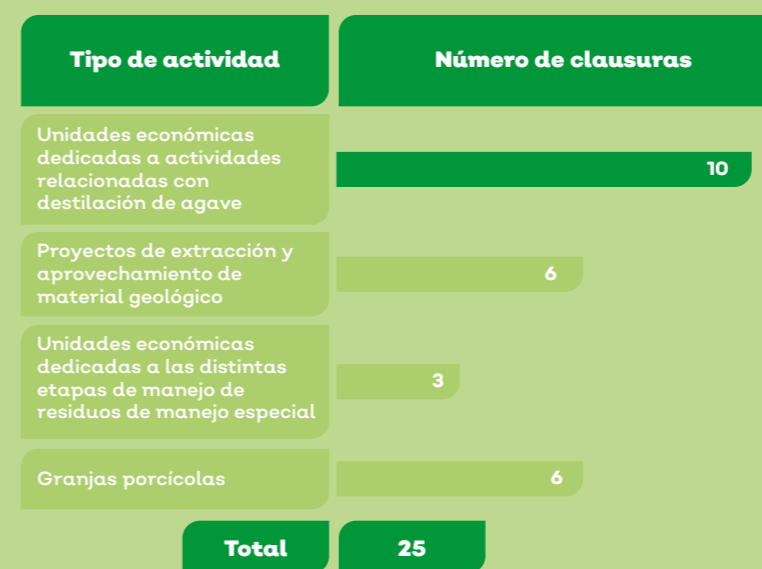 Tipo de actividad
Número de clausuras
Unidades económicas
dedicadas a actividades
relacionadas con
destilación de agave
10
Proyectos de extracción y
aprovechamiento de
material geológico
6
Unidades económicas
dedicadas a las distintas
etapas de manejo de
residuos de manejo especial
3
Granjas porcícolas
6
Total
25